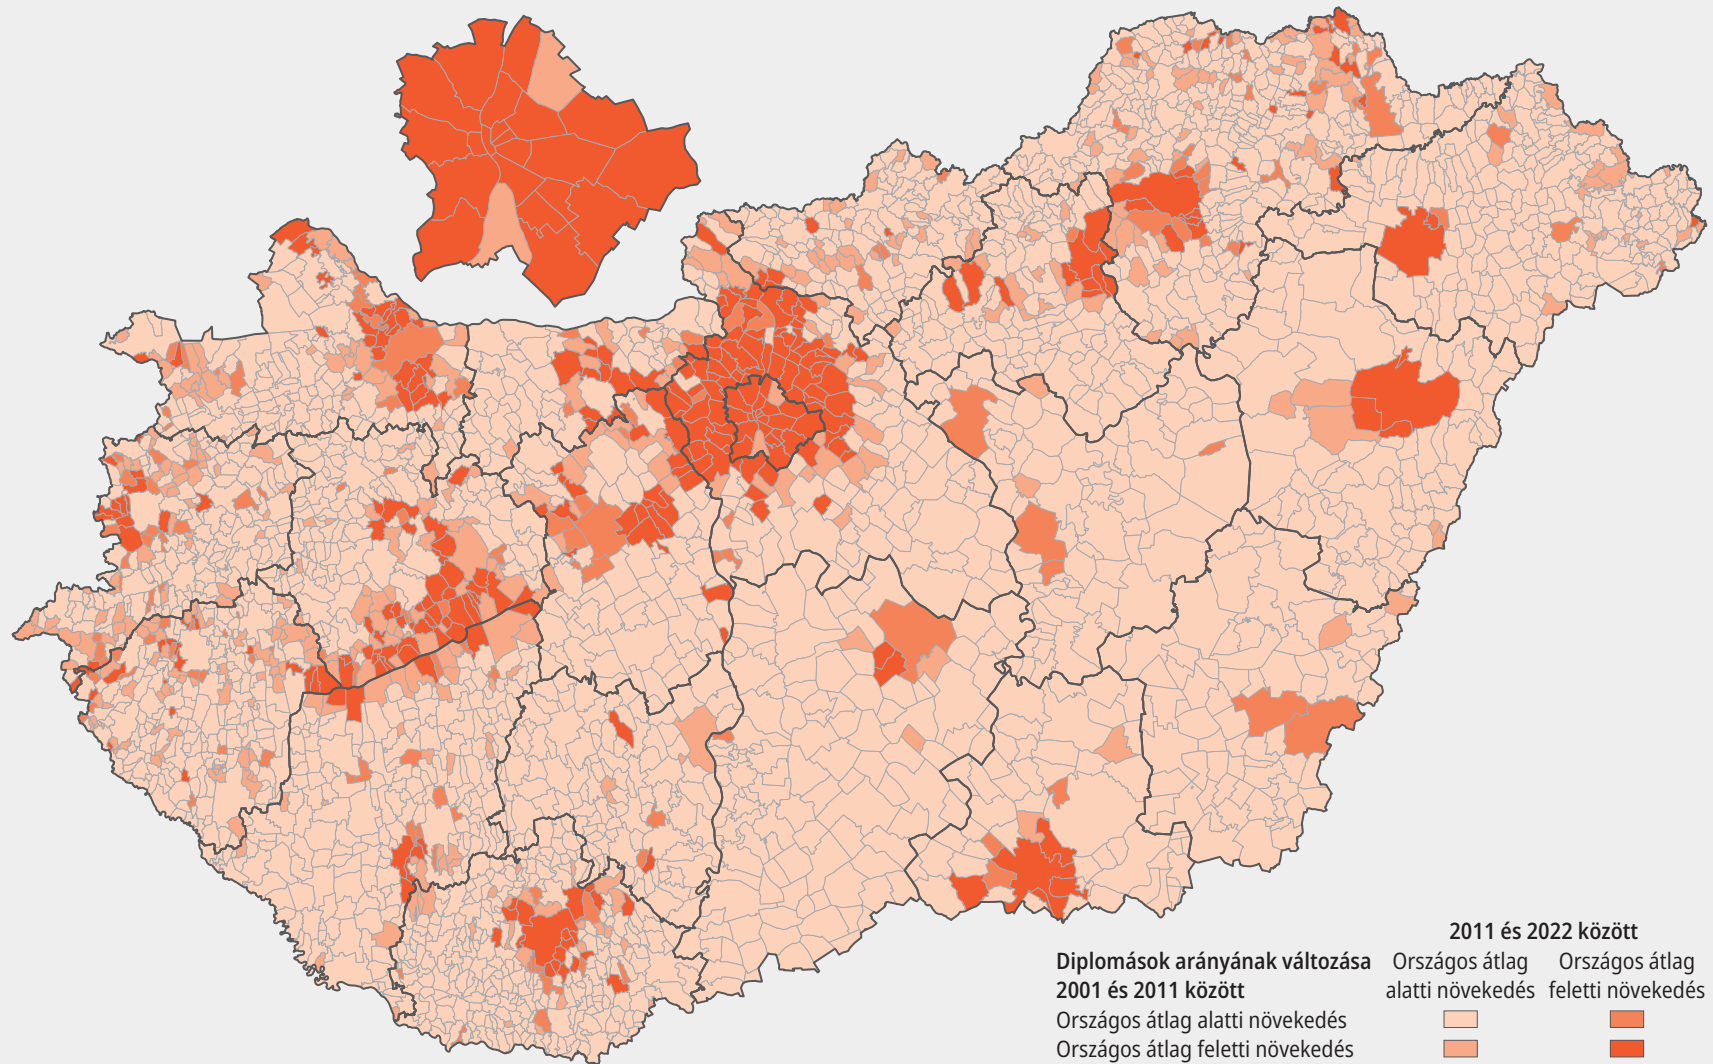 2011 és 2022 között
Diplomások arányának változása Országos átlag Országos átlag
2001 és 2011 között alatti növekedés feletti növekedés
Országos átlag alatti növekedés
Országos átlag feletti növekedés